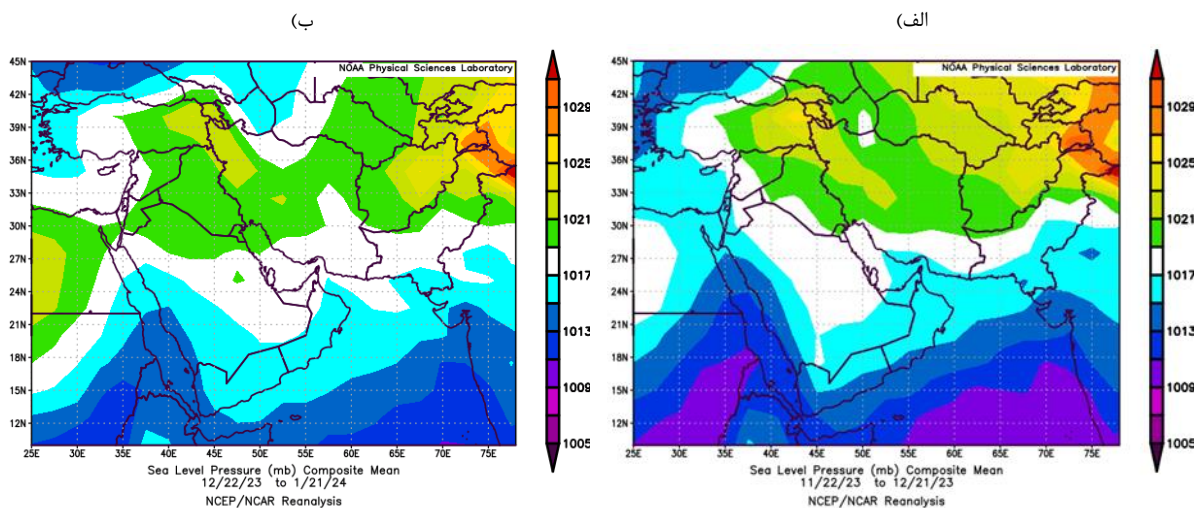 الف)
ب)
NOAA Physical Sciences Laboratory
45N
42N
39N
36N
33N
30N
27N
24N
21N
18N
15N
12N
25E 30E 35E 40E 45E 50E 55E 60E 65E 70E 75E
1029
1025
1021
1017
1013
1009
1005
Sea Level Pressure (mb) Composite Mean
11/22/23 to 12/21/23
NCEP/NCAR Reanalysis
NOAA Physical Sciences Laboratory
45N
42N
39N
36N
33N
30N
27N
24N
21N
18N
15N
12N
25E 30E 35E 40E 45E 50E 55E 60E 65E 70E 75E
1029
1025
1021
1017
1013
1009
1005
Sea Level Pressure (mb) Composite Mean
12/22/23 to 1/21/24
NCEP/NCAR Reanalysis